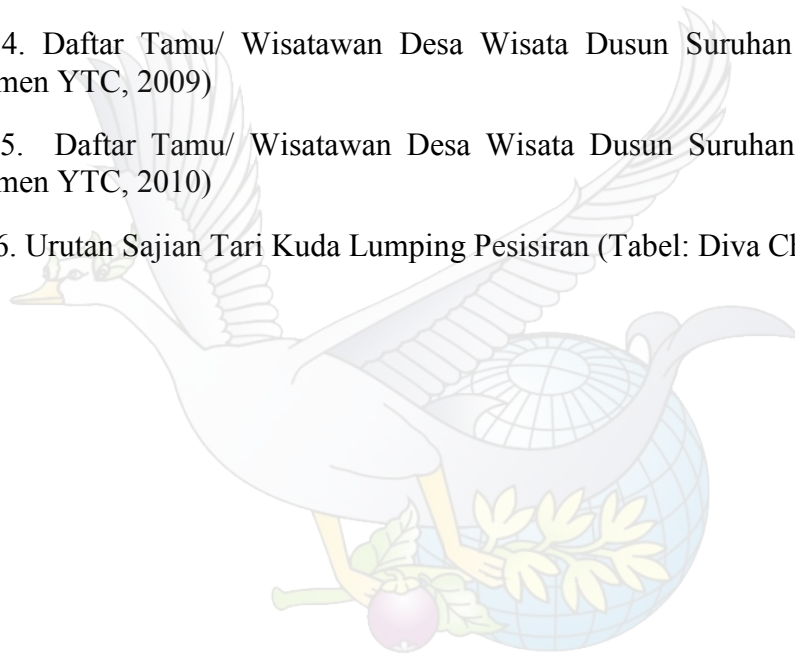 4. Daftar Tamu/ Wisatawan Desa Wisata Dusun Suruhan
men YTC, 2009)
5. Daftar Tamu/ Wisatawan Desa Wisata Dusun Suruhan
men YTC, 2010)
6. Urutan Sajian Tari Kuda Lumping Pesisiran (Tabel: Diva Ch